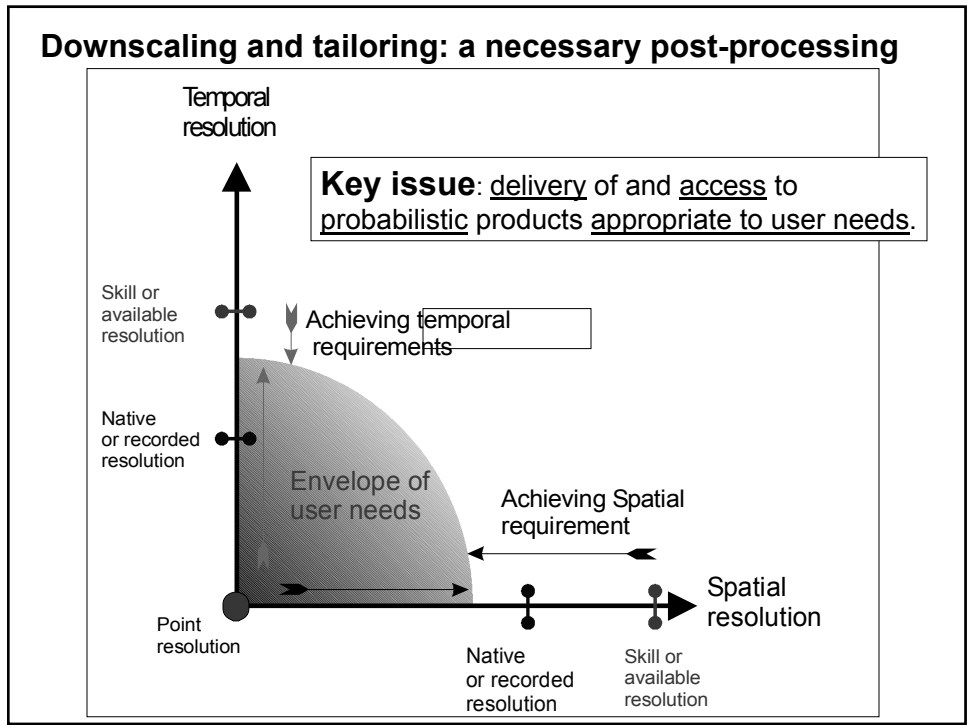 Downscaling and tailoring: a necessary post-processing
Temporal
resolution
Key issue: delivery of and access to
probabilistic products appropriate to user needs.
Skill or
available
resolution
Achieving temporal
requirements
Native
or recorded
resolution
Envelope of
user needs
Achieving Spatial
requirement
Spatial
resolution
Point
resolution
Native
or recorded
resolution
Skill or
available
resolution